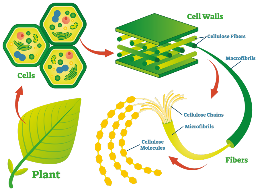 Cell Walls
Cellulose Fibers
Macrofibrils
Cells
Cellulose Chains
Microfibrils
Cellulose
Molecules
Fibers
Plant